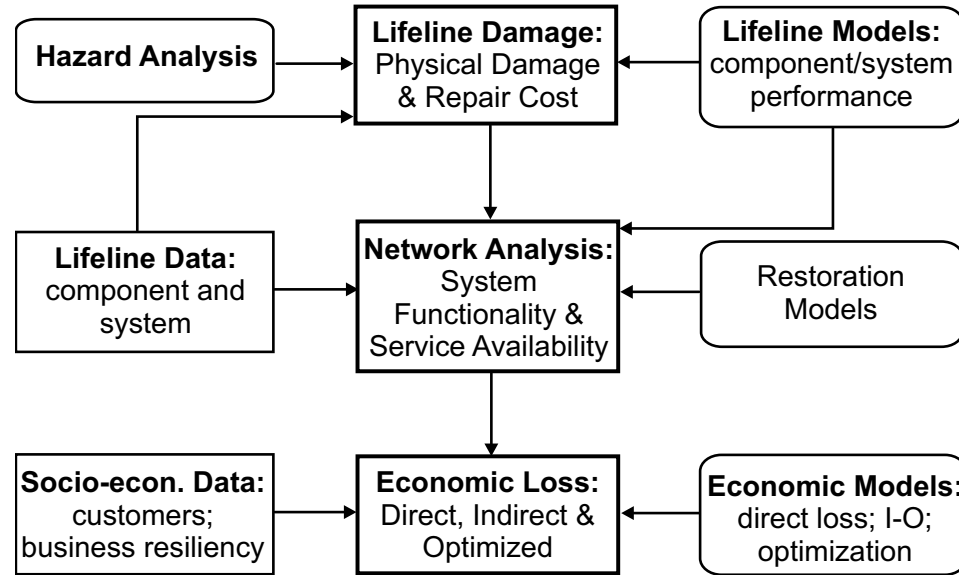 Hazard Analysis
Lifeline Damage:
Physical Damage
& Repair Cost
Lifeline Models:
component/system
performance
Lifeline Data:
component and
system
Network Analysis:
System
Functionality &
Service Availability
Restoration
Models
Socio-econ. Data:
customers;
business resiliency
Economic Loss:
Direct, Indirect &
Optimized
Economic Models:
direct loss; I-O;
optimization